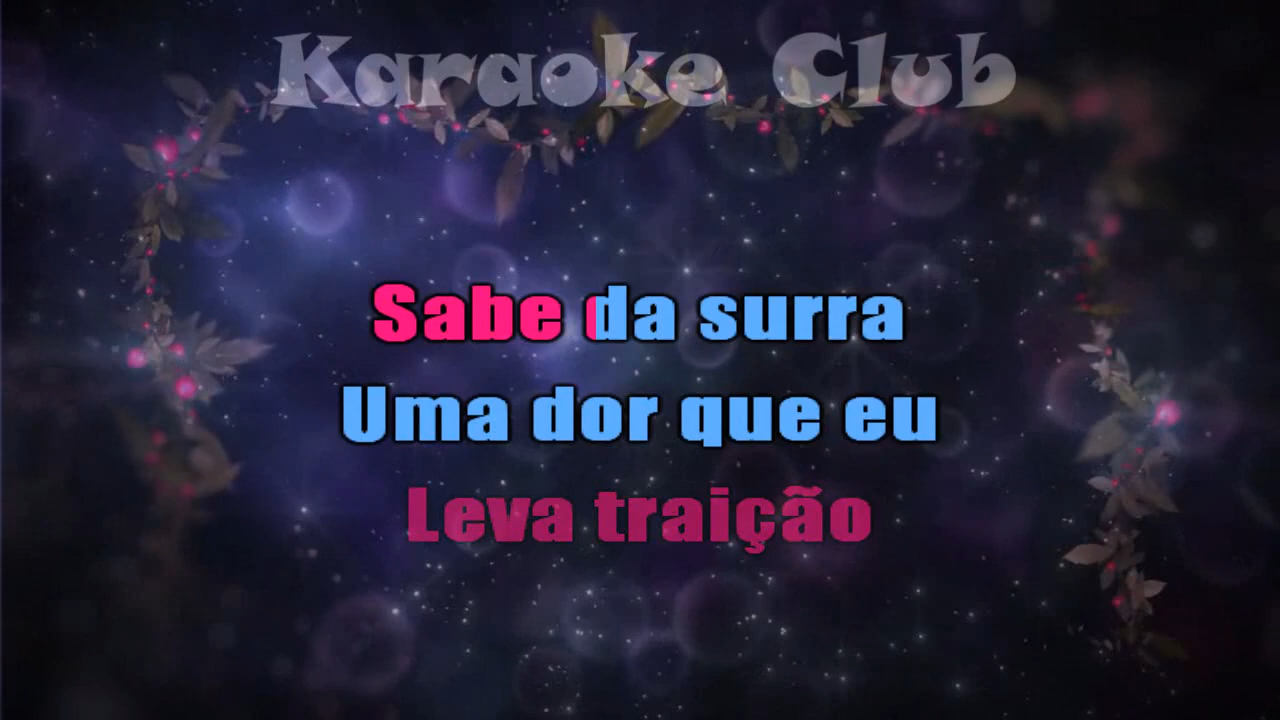 Karaoke Club
Sabe da surra
Uma dor que eu
Leva traição